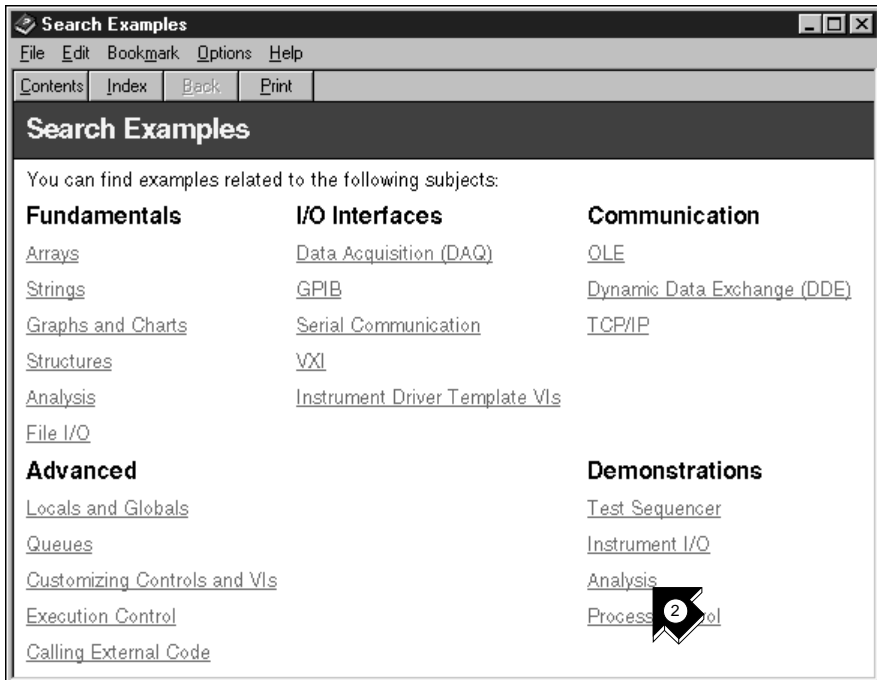 Search Examples
File Edit Bookmark Options Help
Contents Index Back Print
Search Examples
You can find examples related to the following subjects:
Fundamentals
Arrays
Strings
Graphs and Charts
Structures
Analysis
File I/O
I/O Interfaces
Data Acquisition (DAQ)
GPIB
Serial Communication
VXI
Instrument Driver Template VIs
Communication
OLE
Dynamic Data Exchange (DDE)
TCP/IP
Advanced
Locals and Globals
Queues
Customizing Controls and VIs
Execution Control
Calling External Code
Demonstrations
Test Sequencer
Instrument I/O
Analysis
Process ol
2